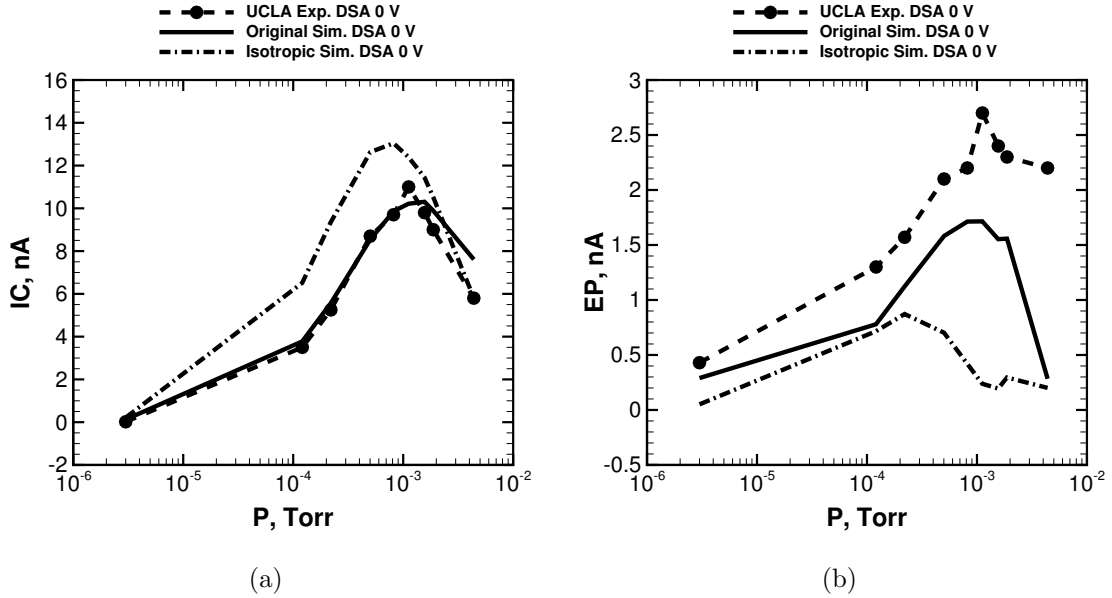 UCLA Exp. DSA 0 V
Original Sim. DSA 0 V
Isotropic Sim. DSA 0 V
16
14
12
10
8
6
4
2
0
-2
IC, nA
10^-6
10^-5
10^-4
10^-3
10^-2
P, Torr
(a)
UCLA Exp. DSA 0 V
Original Sim. DSA 0 V
Isotropic Sim. DSA 0 V
3
2.5
2
1.5
1
0.5
0
-0.5
EP, nA
10^-6
10^-5
10^-4
10^-3
10^-2
P, Torr
(b)